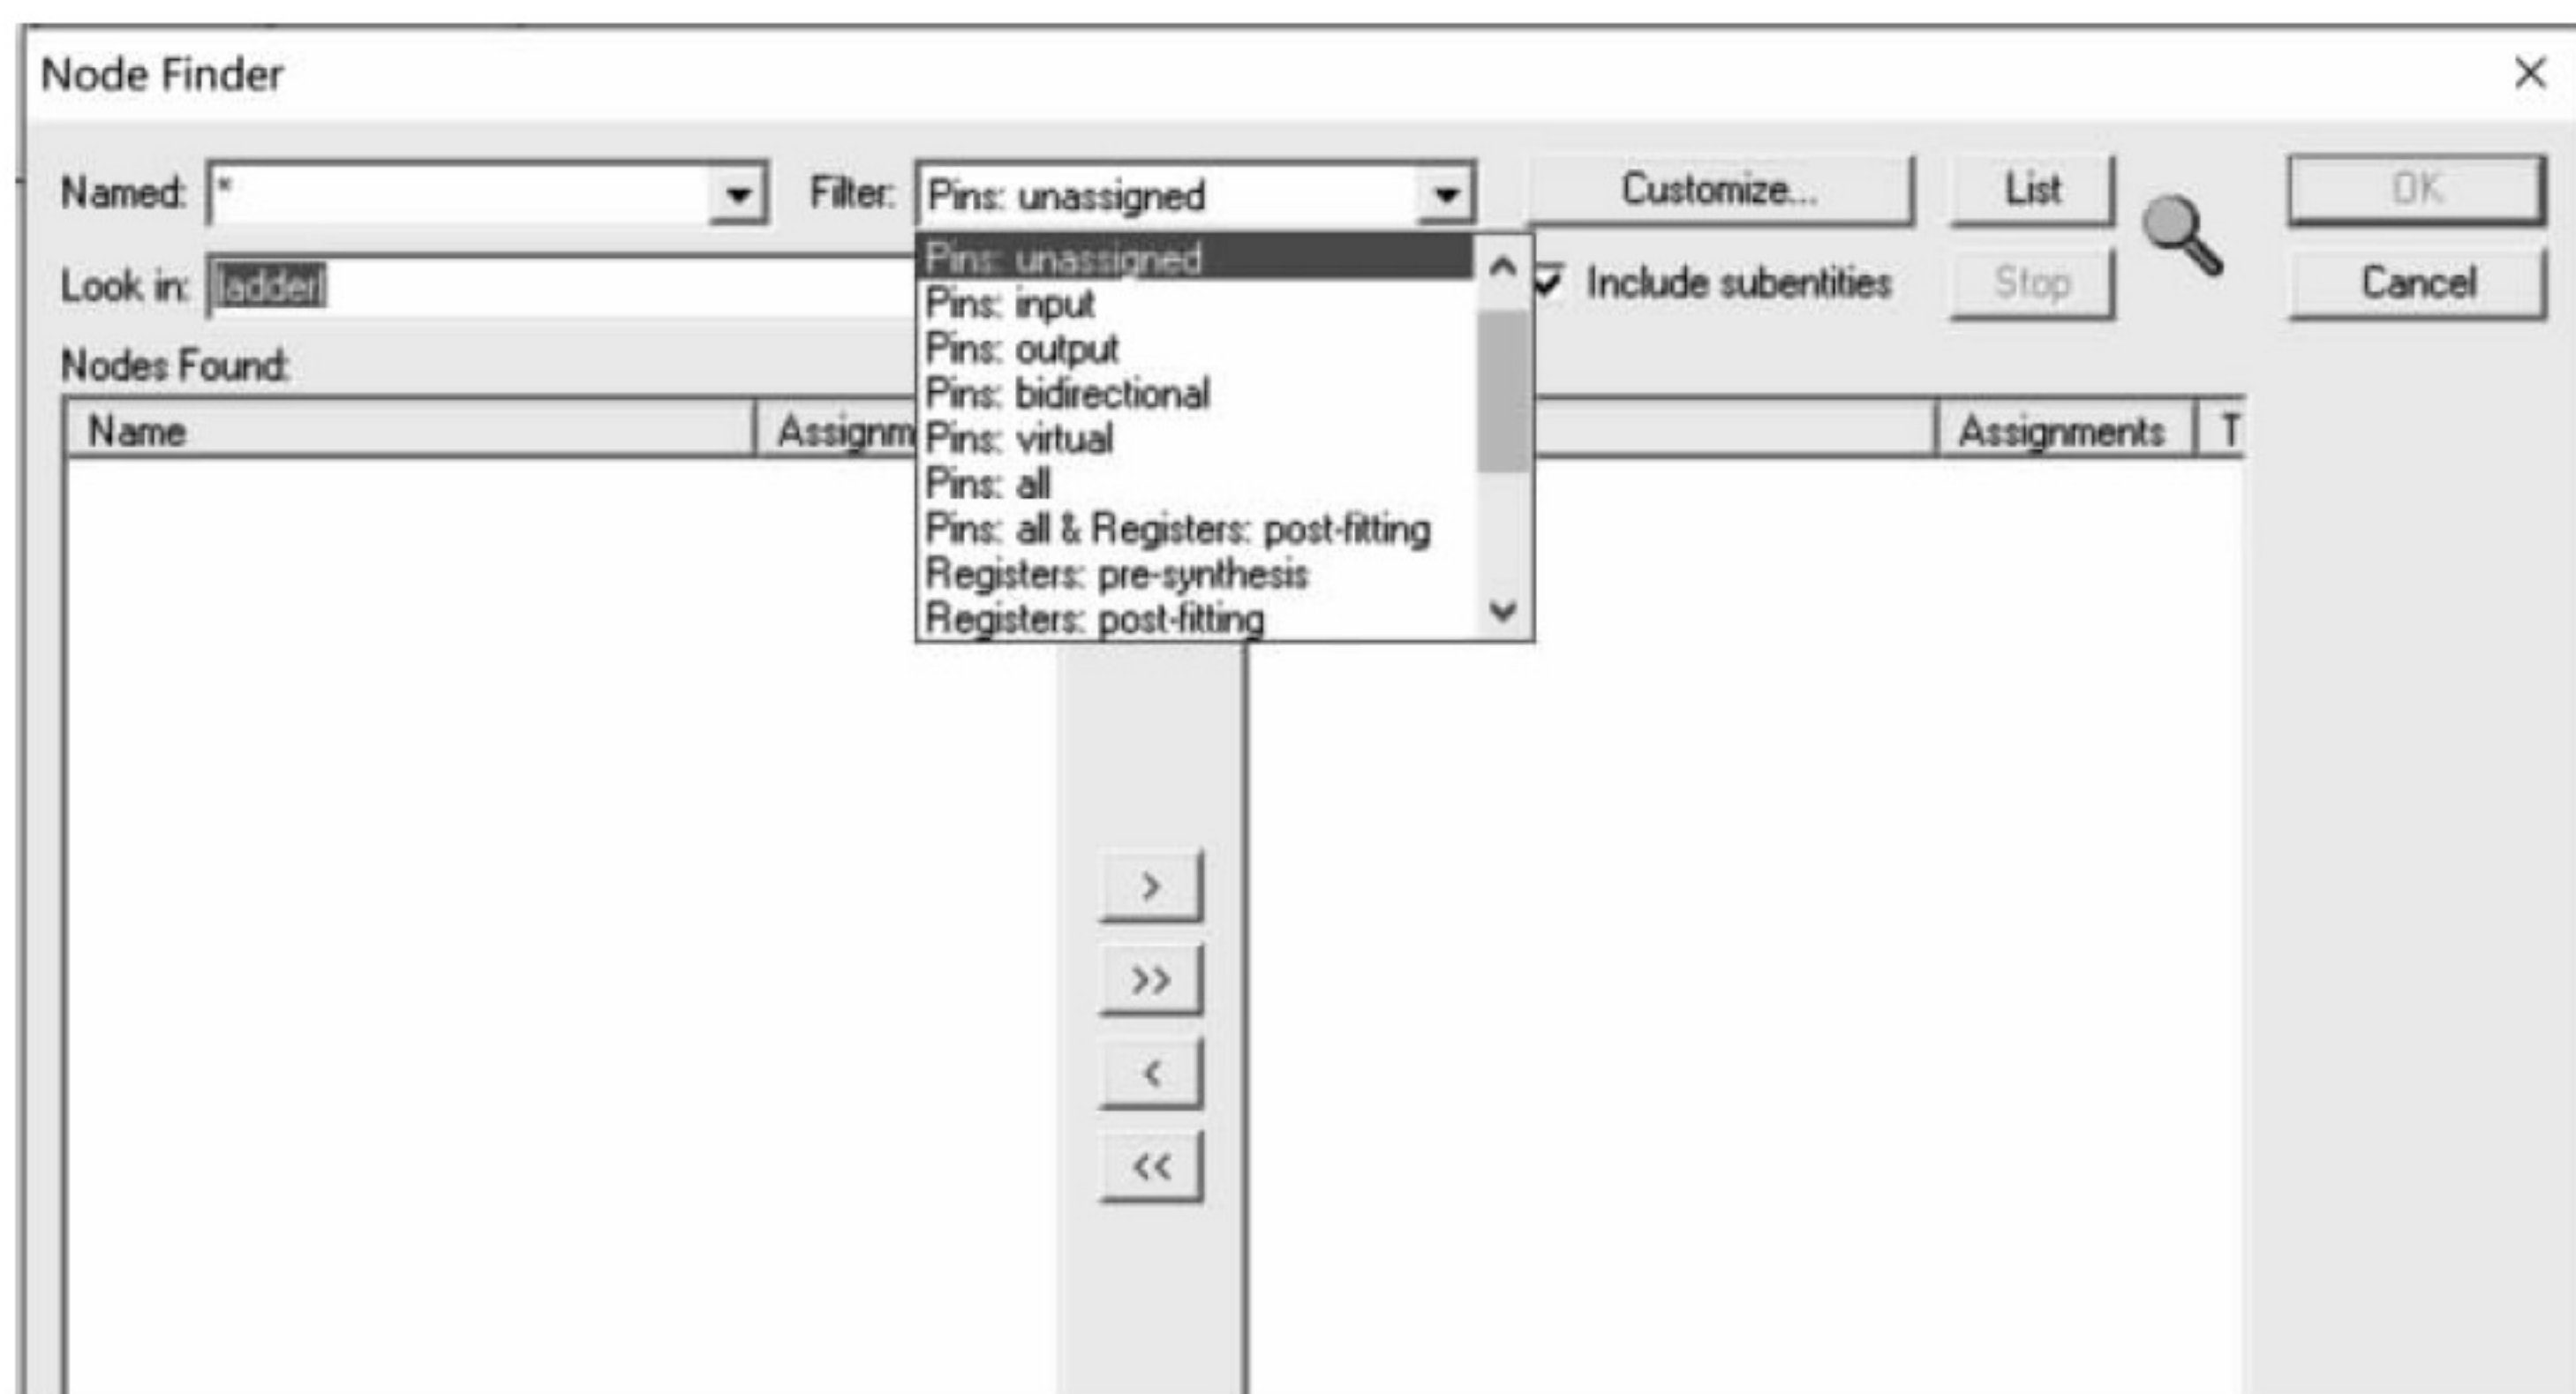 Node Finder
Named: * Filter: Pins: unassigned Customize... List OK
Look in: |adder| Include subentities Stop Cancel
Pins: unassigned
Pins: input
Pins: output
Pins: bidirectional
Pins: virtual
Pins: all
Pins: all & Registers: post-fitting
Registers: pre-synthesis
Registers: post-fitting
Nodes Found:
Name Assignm Assignments T
>
>>
<
<<